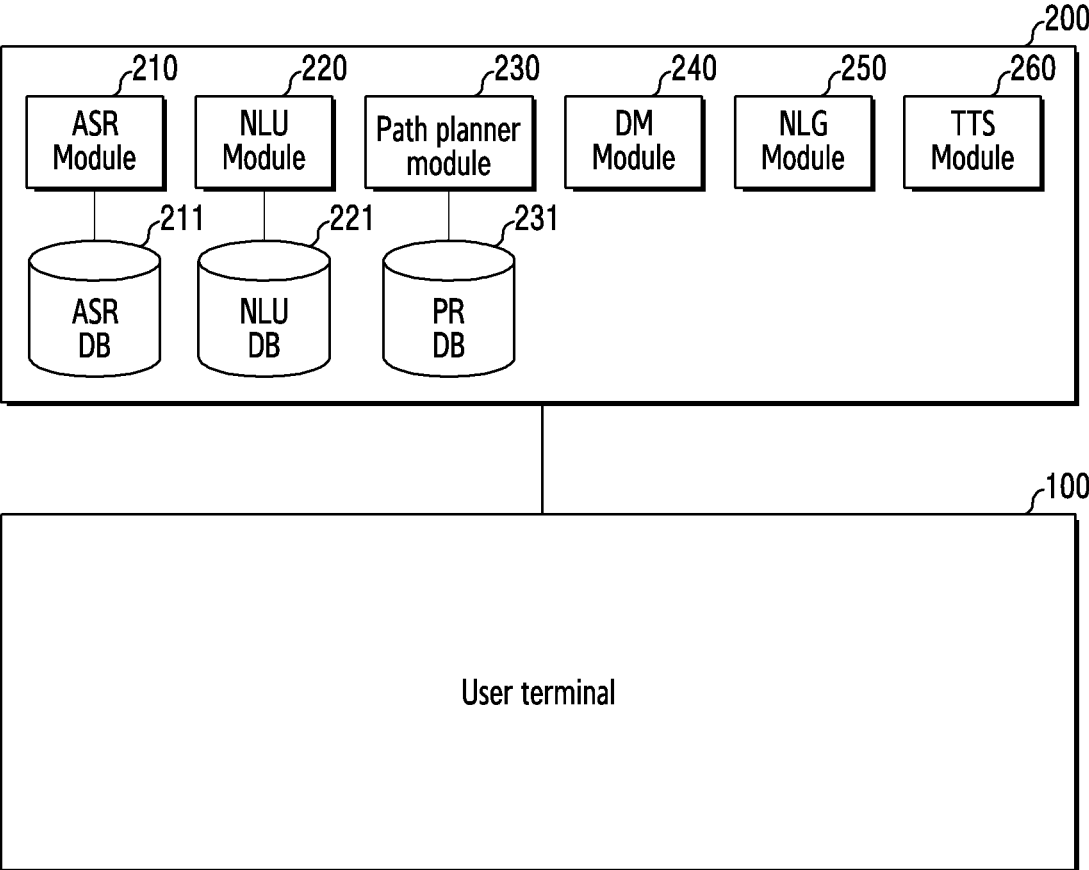 200
210
220
230
240
250
260
ASR
Module
NLU
Module
Path planner
module
DM
Module
NLG
Module
TTS
Module
211
221
231
ASR
DB
NLU
DB
PR
DB
100
User terminal